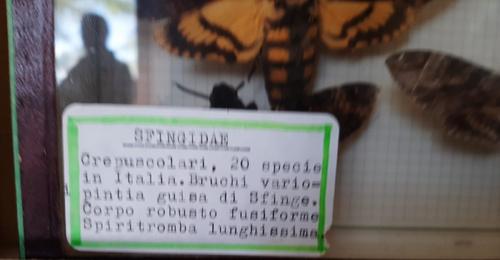 SFINGIDAE
Crepuscolari, 20 specie
in Italia.Bruchi vario=
pintia guisa di Sfinge.
Corpo robusto fusiforme
Spiritromba lunghissima